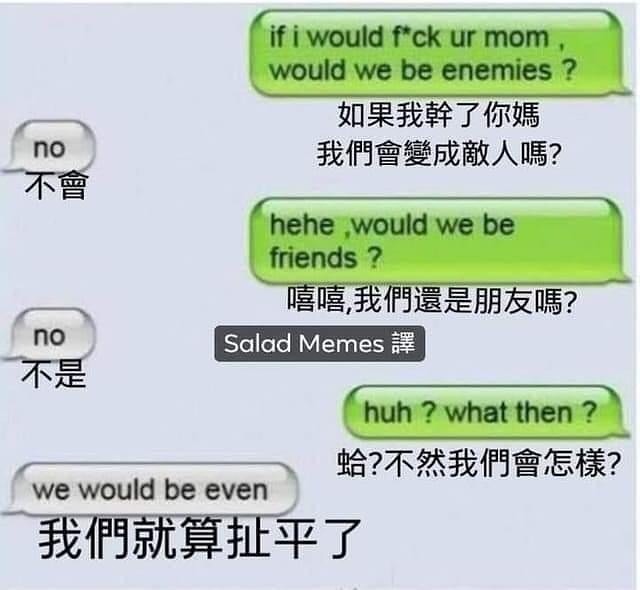 if i would f*ck ur mom ,
would we be enemies ?
如果我幹了你媽
我們會變成敵人嗎?
no
不會
hehe ,would we be
friends ?
嘻嘻,我們還是朋友嗎?
no
不是
Salad Memes 譯
huh ? what then ?
蛤?不然我們會怎樣?
we would be even
我們就算扯平了